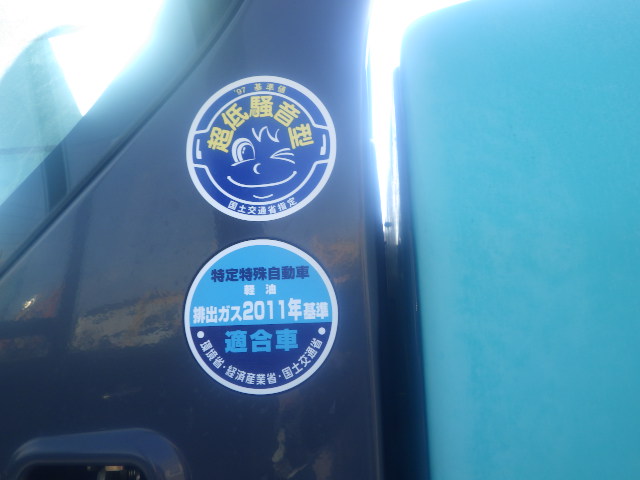 '97 基準値
超低騒音型
国土交通省指定
特定特殊自動車
軽油
排出ガス2011年基準
適合車
環境省・経済産業省・国土交通省